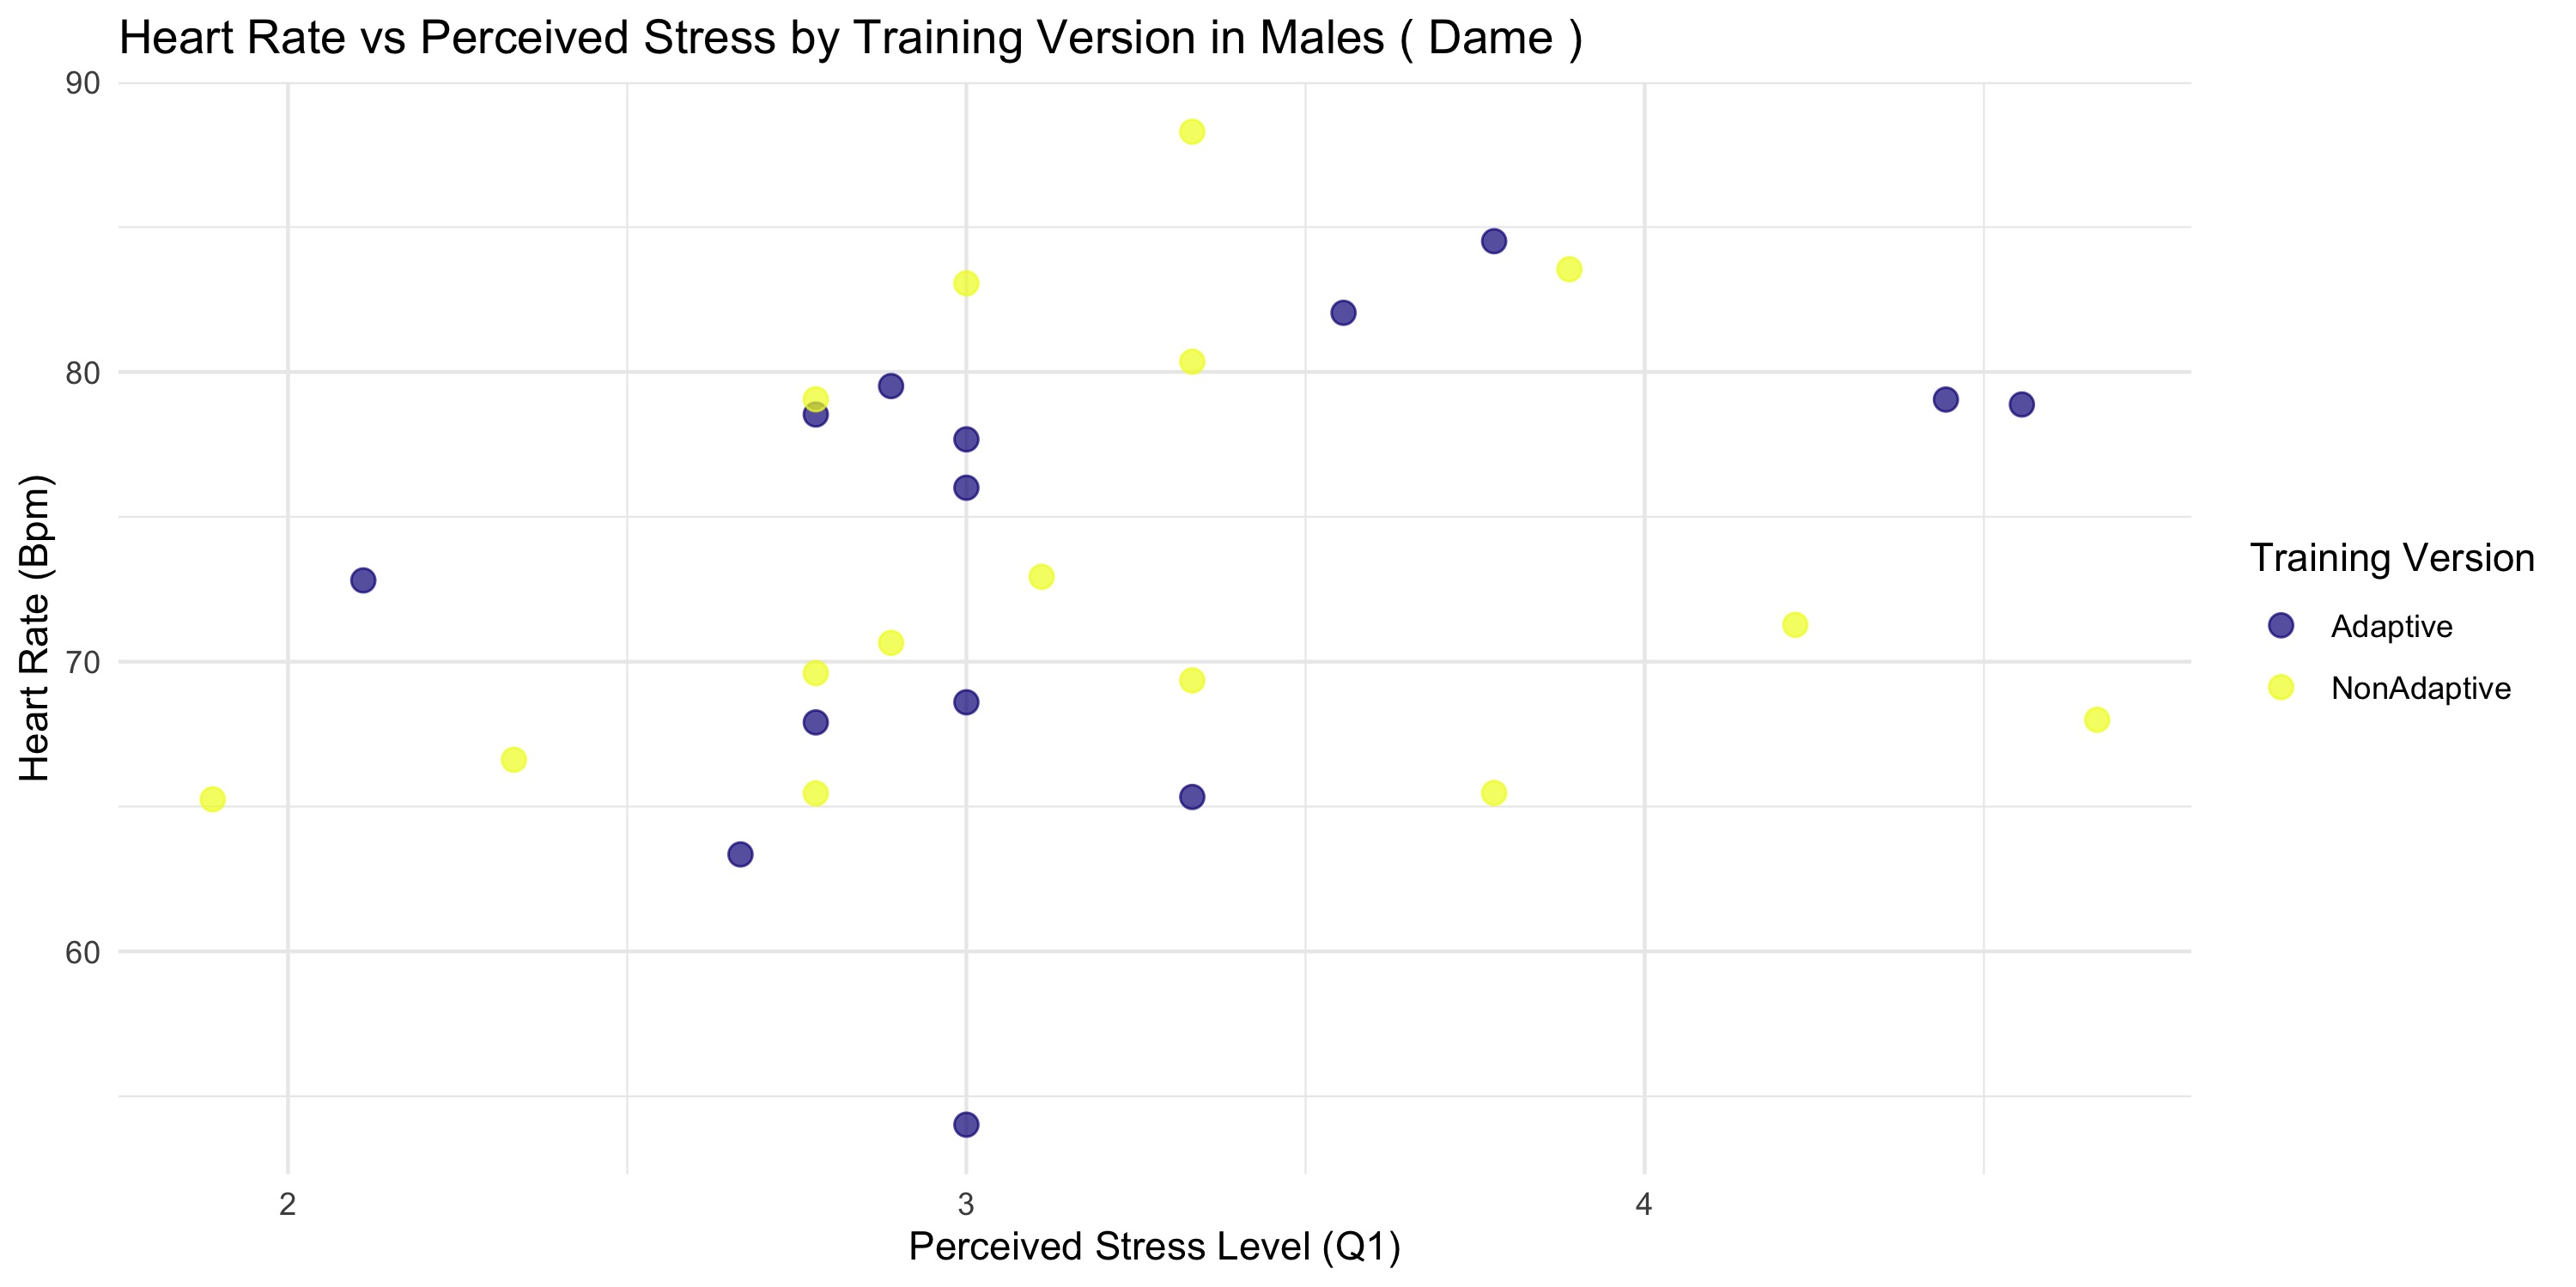 Heart Rate vs Perceived Stress by Training Version in Males ( Dame )
90
80
70
60
Heart Rate (Bpm)
2
3
4
Perceived Stress Level (Q1)
Training Version
Adaptive
NonAdaptive